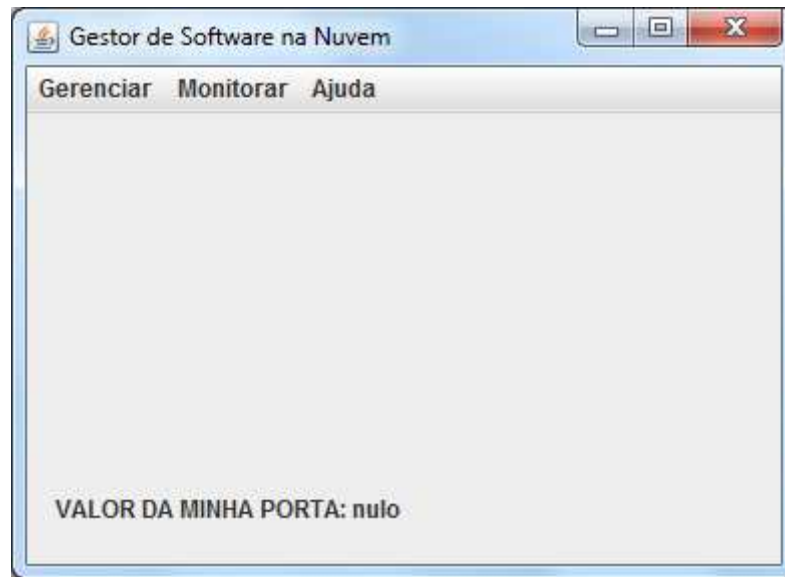 Gestor de Software na Nuvem
Gerenciar Monitorar Ajuda
VALOR DA MINHA PORTA: nulo